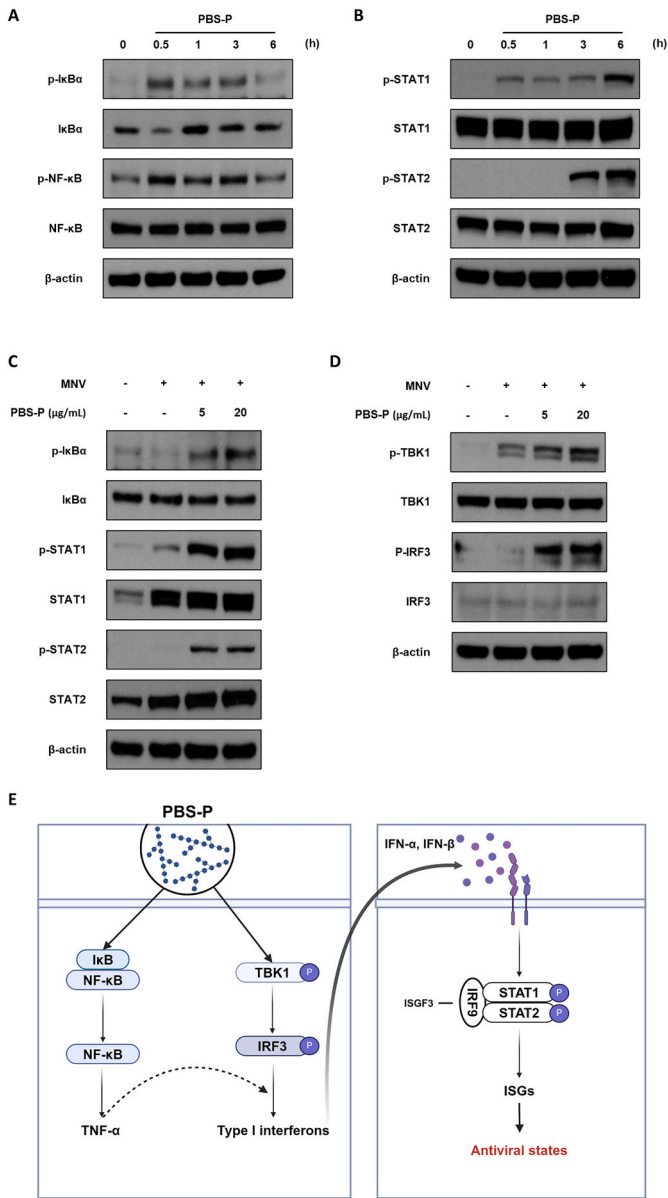 A
PBS-P
0 0.5 1 3 6 (h)
p-IκBα
IκBα
p-NF-κB
NF-κB
β-actin
B
PBS-P
0 0.5 1 3 6 (h)
p-STAT1
STAT1
p-STAT2
STAT2
β-actin
C
MNV - + + +
PBS-P (μg/mL) - - 5 20
p-IκBα
IκBα
p-STAT1
STAT1
p-STAT2
STAT2
β-actin
D
MNV - + + +
PBS-P (μg/mL) - - 5 20
p-TBK1
TBK1
P-IRF3
IRF3
β-actin
E
PBS-P
IκB
NF-κB
NF-κB
TNF-α
TBK1 P
IRF3 P
Type I interferons
IFN-α, IFN-β
ISGF3
IRF9
STAT1 P
STAT2 P
ISGs
Antiviral states